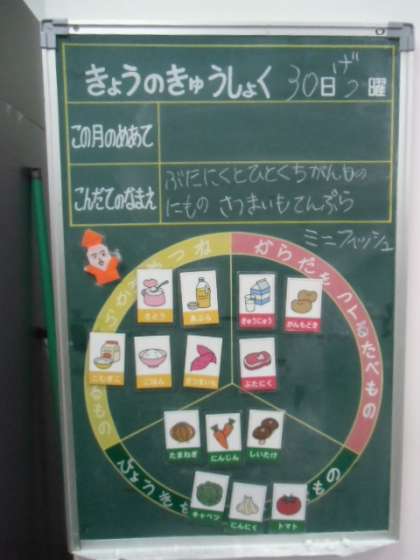 きょうのきゅうしょく 30日 げつ曜
この月のめあて
こんだてのなまえ
ぶたにくとひとくちがんもの
にもの さつまいもてんぷら
ミニフィッシュ
からだをつくるたべもの
さとう
あぶら
ぎゅうにゅう
がんもどき
こむぎこ
ごはん
さつまいも
ぶたにく
たまねぎ
にんじん
しいたけ
キャベツ
にんにく
トマト